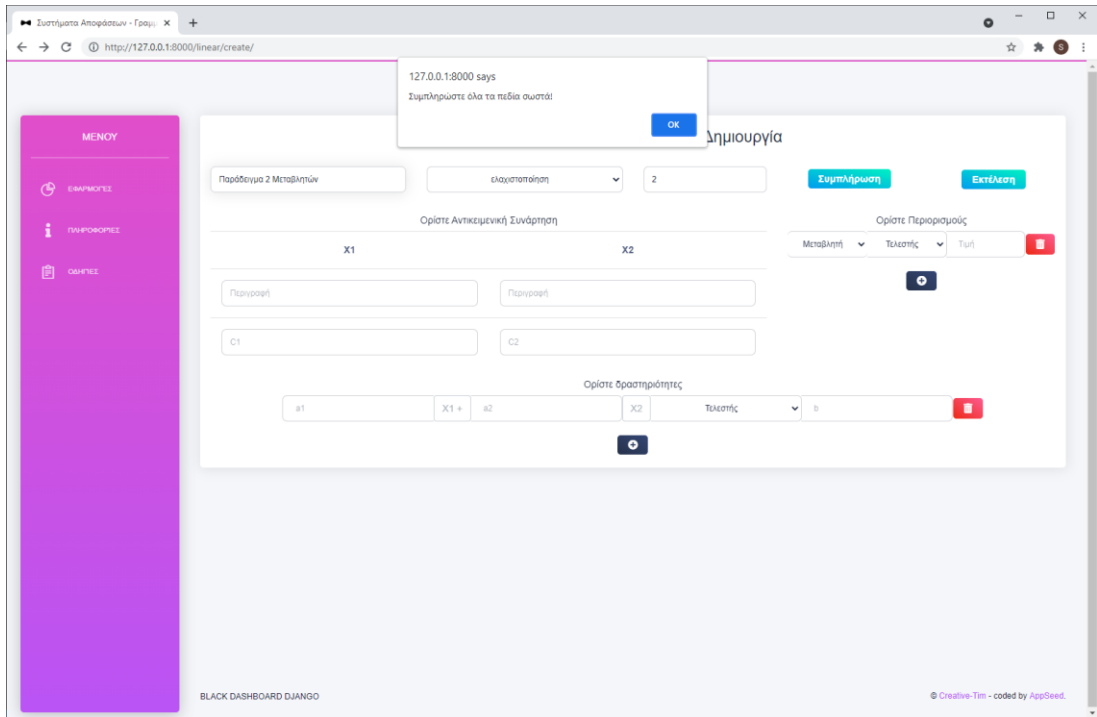 Συστήματα Αποφάσεων - Γραμμ
http://127.0.0.1:8000/linear/create/
S
127.0.0.1:8000 says
Συμπληρώστε όλα τα πεδία σωστά!
OK
ΜΕΝΟΥ
Δημιουργία
ΕΦΑΡΜΟΓΕΣ
ΠΛΗΡΟΦΟΡΙΕΣ
ΟΔΗΓΙΕΣ
Παράδειγμα 2 Μεταβλητών
ελαχιστοποίηση
2
Συμπλήρωση
Εκτέλεση
Ορίστε Αντικειμενική Συνάρτηση
Ορίστε Περιορισμούς
X1
X2
Μεταβλητή
Τελεστής
Τιμή
Περιγραφή
Περιγραφή
C1
C2
Ορίστε δραστηριότητες
a1
X1 +
a2
X2
Τελεστής
b
BLACK DASHBOARD DJANGO
© Creative-Tim - coded by AppSeed.